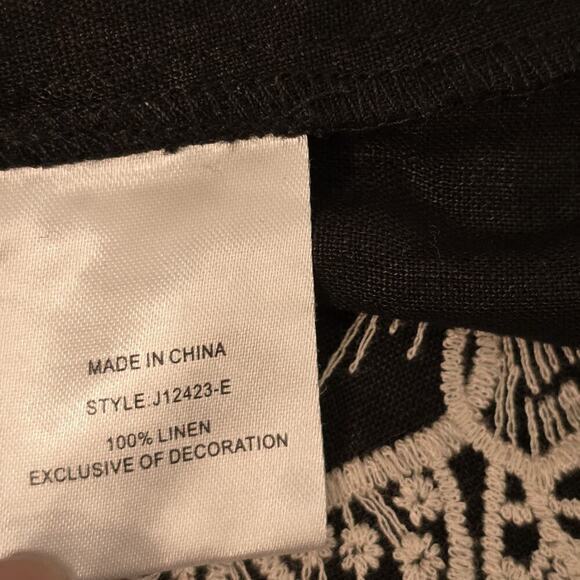 MADE IN CHINA
STYLE.J12423-E
100% LINEN
EXCLUSIVE OF DECORATION